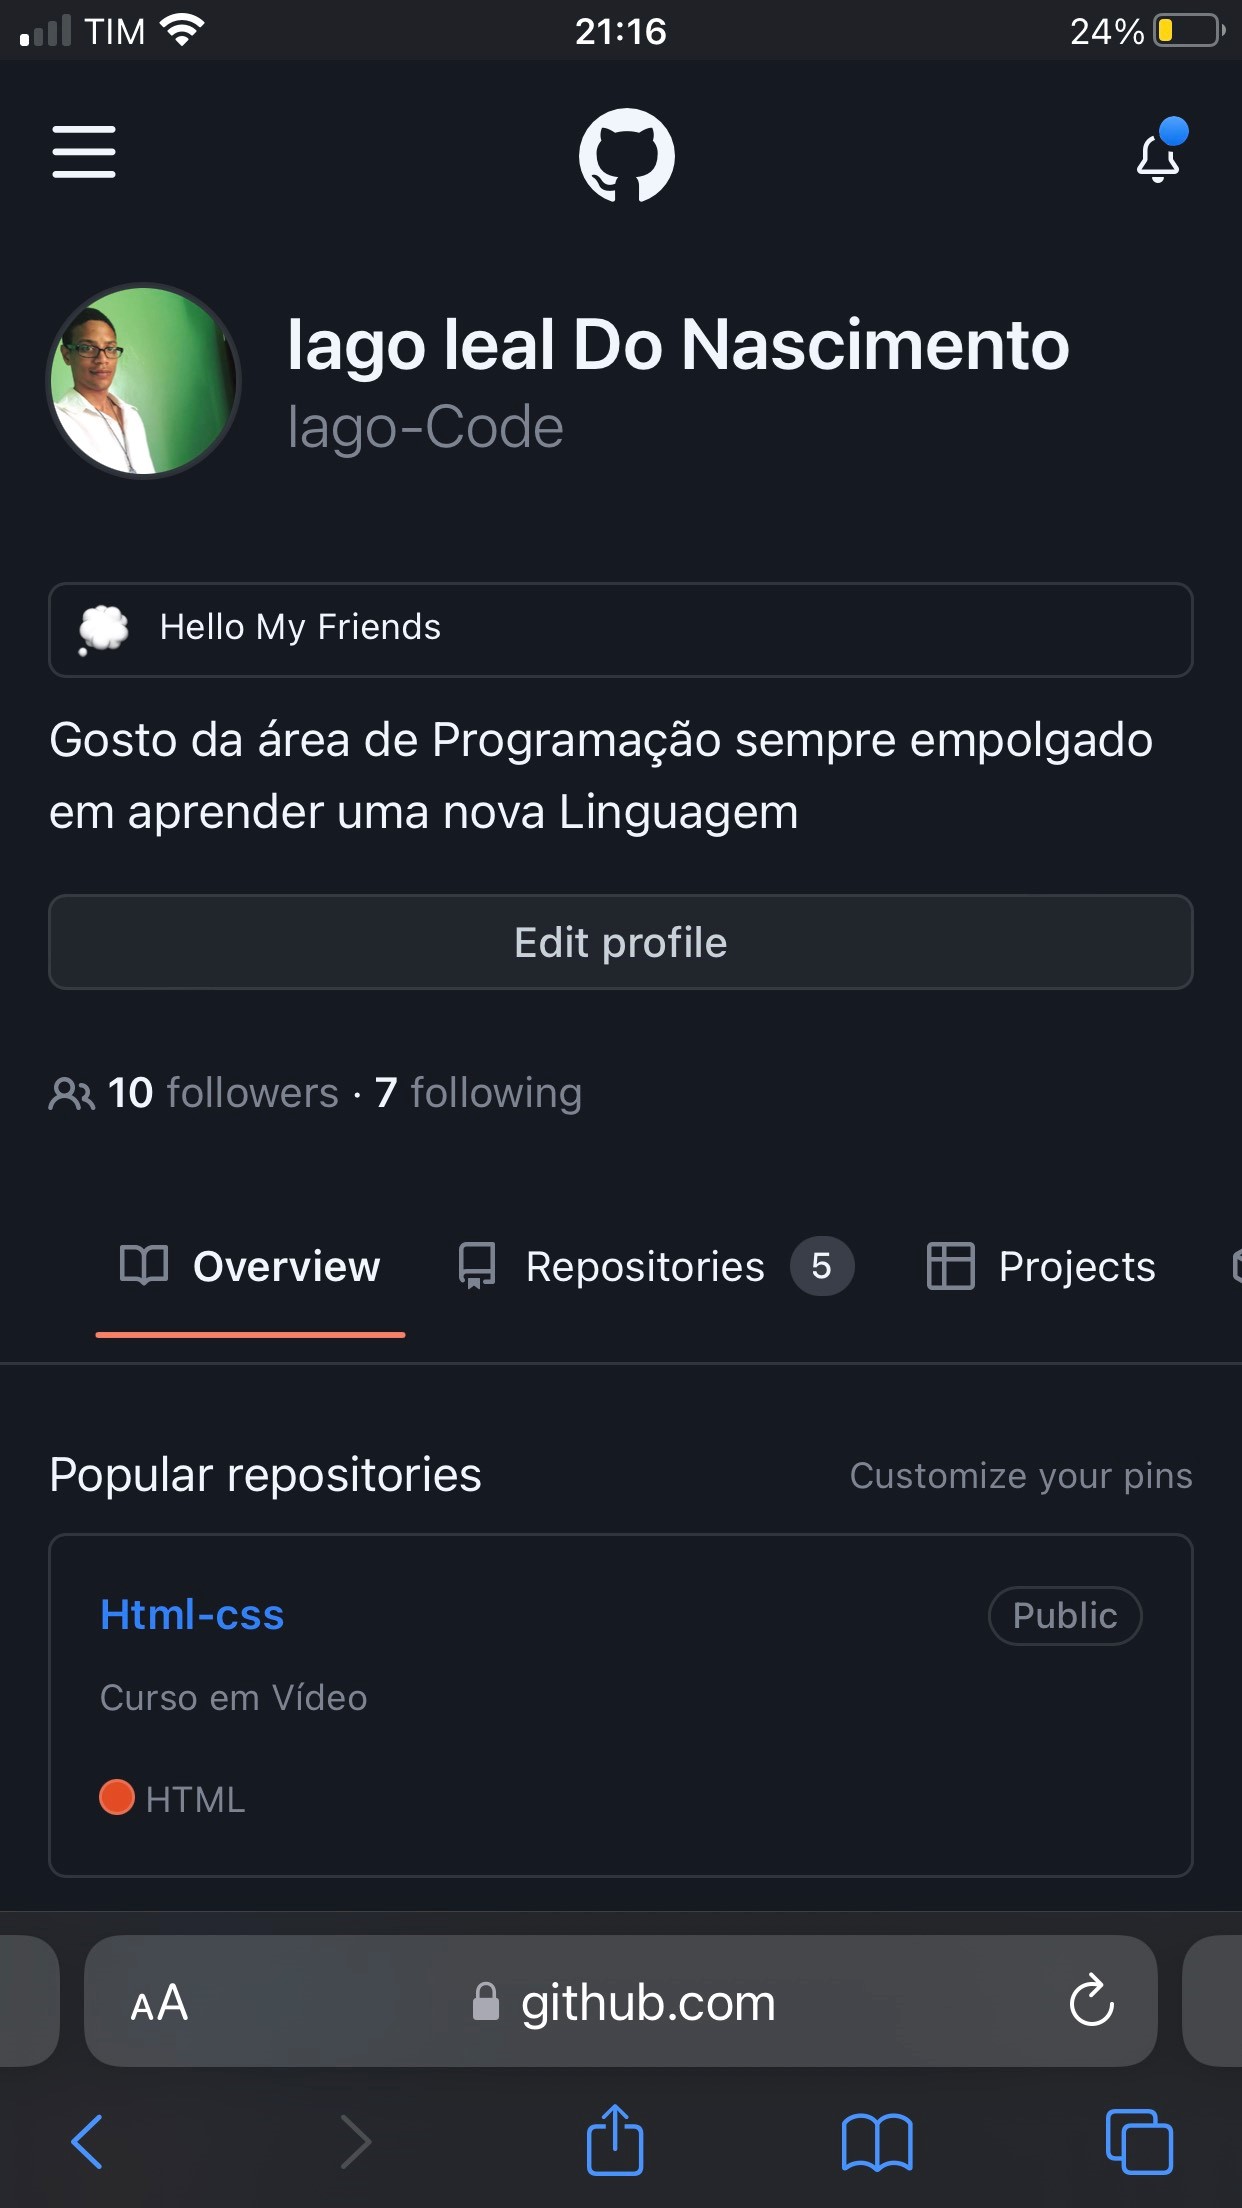 TIM 21:16 24%
Iago leal Do Nascimento
Iago-Code
Hello My Friends
Gosto da área de Programação sempre empolgado
em aprender uma nova Linguagem
Edit profile
10 followers · 7 following
Overview Repositories 5 Projects
Popular repositories Customize your pins
Html-css Public
Curso em Vídeo
HTML
AA github.com